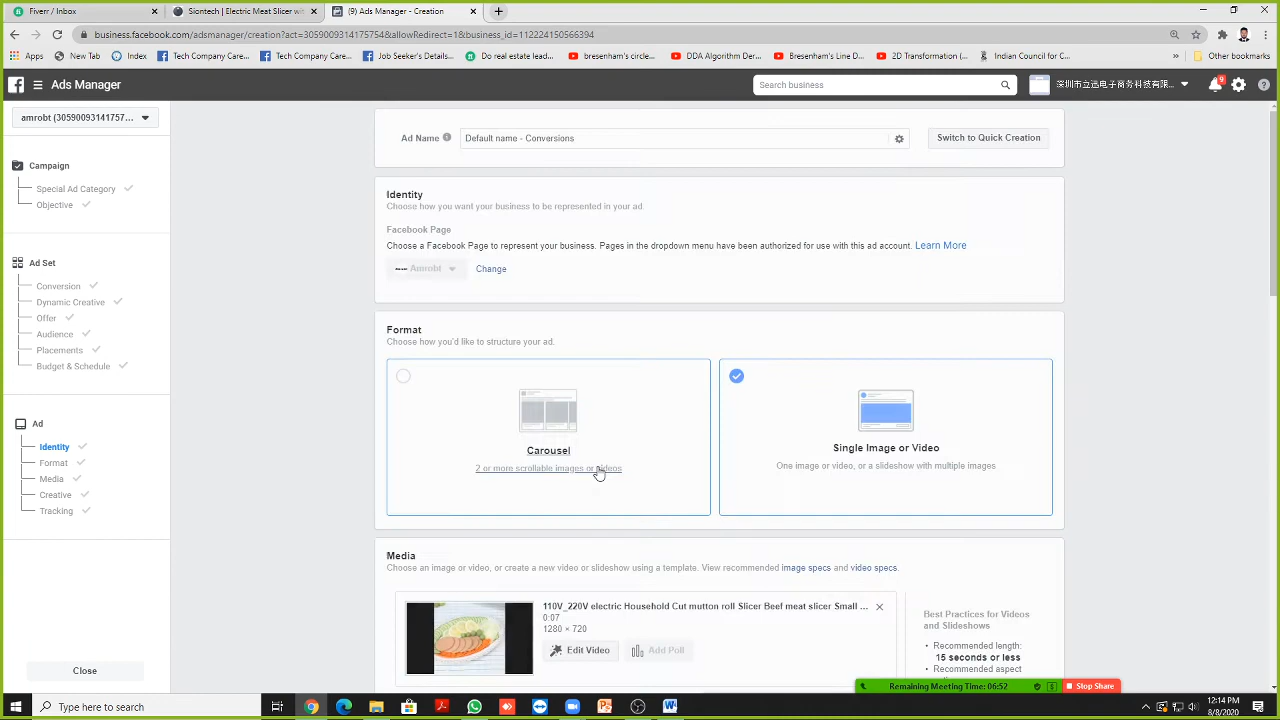 Fiverr / Inbox
Siontech | Electric Meat Slicer wit
(9) Ads Manager - Creation
business.facebook.com/adsmanager/creation?act=305900931417575​4&allowRedirect=1&business_id=112224150566394
Apps
Watch Later
Index
Tech Company Cam...
Tech Company Cam...
Job Seeker's Detail...
Do real estate lead...
bresenham's circle...
DDA Algorithm Der...
Bresenham's Line D...
2D Transformation (...
Indian Council for C...
Other bookmarks
Ads Manager
Search business
深圳市立迅电子商务科技有限...
9
amrobt (30590093141757...
Ad Name
Default name - Conversions
Switch to Quick Creation
Campaign
Special Ad Category
Objective
Identity
Choose how you want your business to be represented in your ad.
Facebook Page
Choose a Facebook Page to represent your business. Pages in the dropdown menu have been authorized for use with this ad account. Learn More
Amrobt
Change
Ad Set
Conversion
Dynamic Creative
Offer
Audience
Placements
Budget & Schedule
Format
Choose how you'd like to structure your ad.
Carousel
2 or more scrollable images or videos
Single Image or Video
One image or video, or a slideshow with multiple images
Ad
Identity
Format
Media
Creative
Tracking
Media
Choose an image or video, or create a new video or slideshow using a template. View recommended image specs and video specs.
110V_220V electric Household Cut mutton roll Slicer Beef meat slicer Small ...
0:07
1280 × 720
Edit Video
Add Poll
Best Practices for Videos
and Slideshows
Recommended length:
15 seconds or less
Recommended aspect
Close
Remaining Meeting Time: 06:52
Stop Share
Type here to search
12:14 PM
8/8/2020